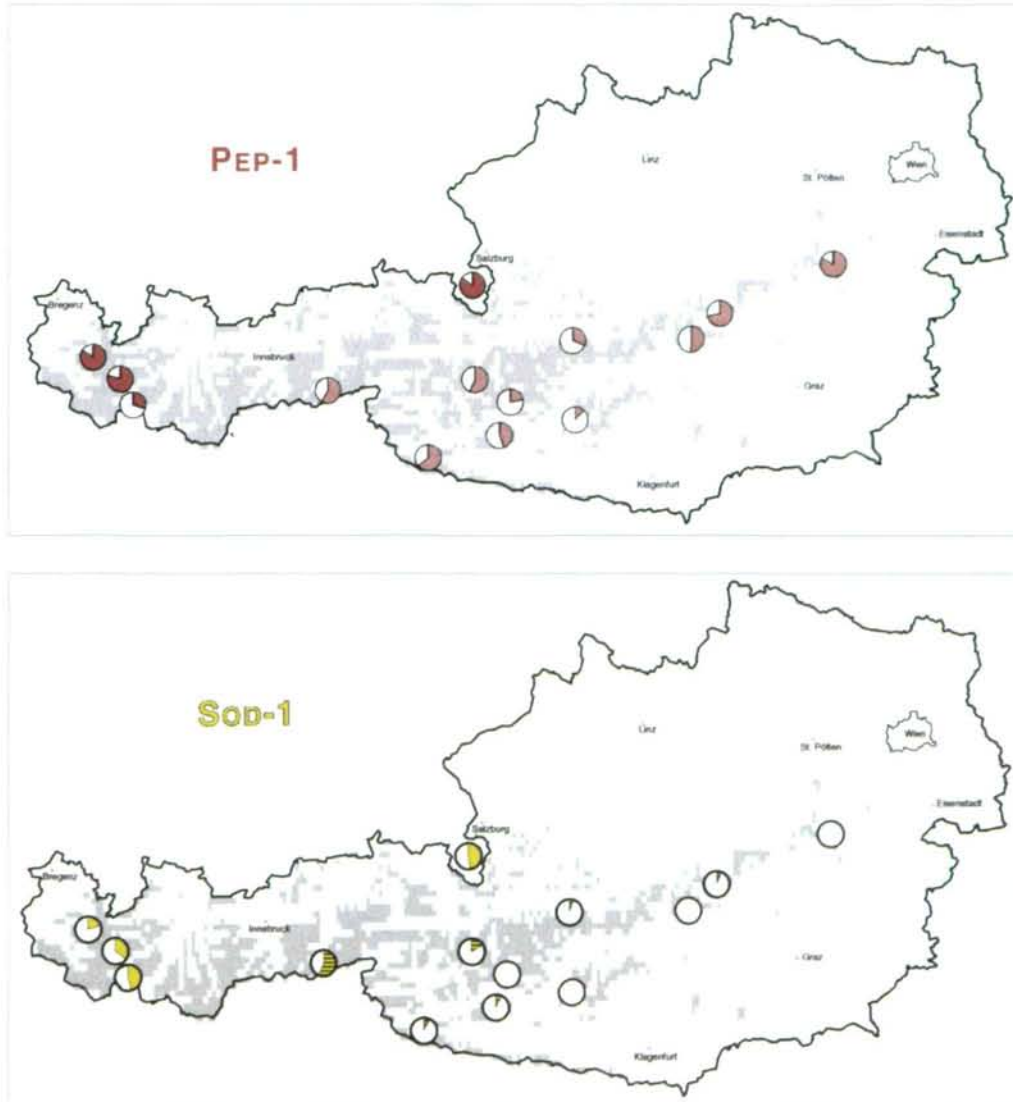 PEP-1
Linz
Wien
St. Pölten
Eisenstadt
Salzburg
Bregenz
Innsbruck
Graz
Klagenfurt
SOD-1
Linz
Wien
St. Pölten
Eisenstadt
Salzburg
Bregenz
Innsbruck
Graz
Klagenfurt